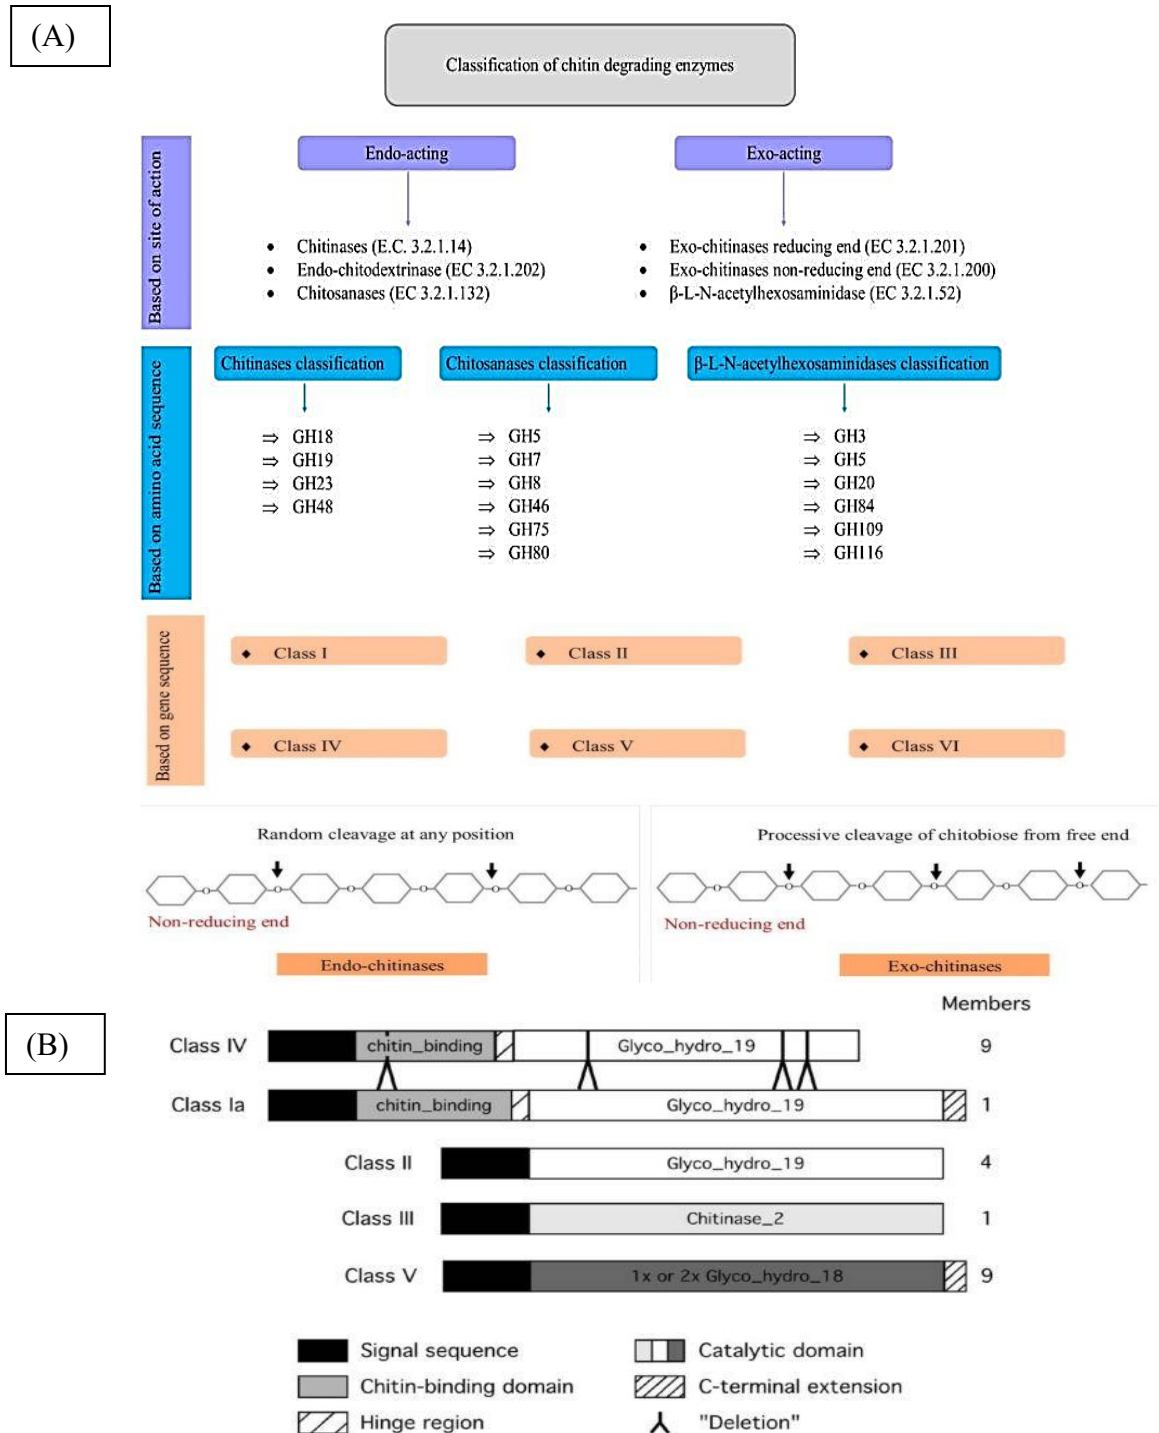 (A)
Classification of chitin degrading enzymes
Based on site of action
Endo-acting
Exo-acting
• Chitinases (E.C. 3.2.1.14)
• Endo-chitodextrinase (EC 3.2.1.202)
• Chitosanases (EC 3.2.1.132)
• Exo-chitinases reducing end (EC 3.2.1.201)
• Exo-chitinases non-reducing end (EC 3.2.1.200)
• β-L-N-acetylhexosaminidase (EC 3.2.1.52)
Based on amino acid sequence
Chitinases classification
⇒ GH18
⇒ GH19
⇒ GH23
⇒ GH48
Chitosanases classification
⇒ GH5
⇒ GH7
⇒ GH8
⇒ GH46
⇒ GH75
⇒ GH80
β-L-N-acetylhexosaminidases classification
⇒ GH3
⇒ GH5
⇒ GH20
⇒ GH84
⇒ GH109
⇒ GH116
Based on gene sequence
◆ Class I
◆ Class II
◆ Class III
◆ Class IV
◆ Class V
◆ Class VI
Random cleavage at any position
o o o o o o
Non-reducing end
Endo-chitinases
Processive cleavage of chitobiose from free end
o o o o o o
Non-reducing end
Exo-chitinases
(B)
Members
Class IV chitin_binding Glyco_hydro_19 9
Class Ia chitin_binding Glyco_hydro_19 1
Class II Glyco_hydro_19 4
Class III Chitinase_2 1
Class V 1x or 2x Glyco_hydro_18 9
Signal sequence
Chitin-binding domain
Hinge region
Catalytic domain
C-terminal extension
"Deletion"